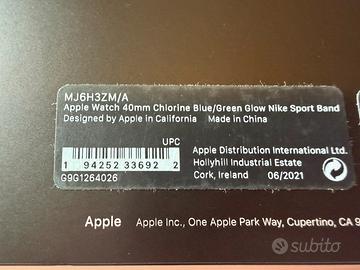 MJ6H3ZM/A
Apple Watch 40mm Chlorine Blue/Green Glow Nike Sport Band
Designed by Apple in California Made in China
UPC
1 94252 33692 2
G9G1264026
Apple Distribution International Ltd.
Hollyhill Industrial Estate
Cork, Ireland 06/2021
Apple Apple Inc., One Apple Park Way, Cupertino, CA 9
subito